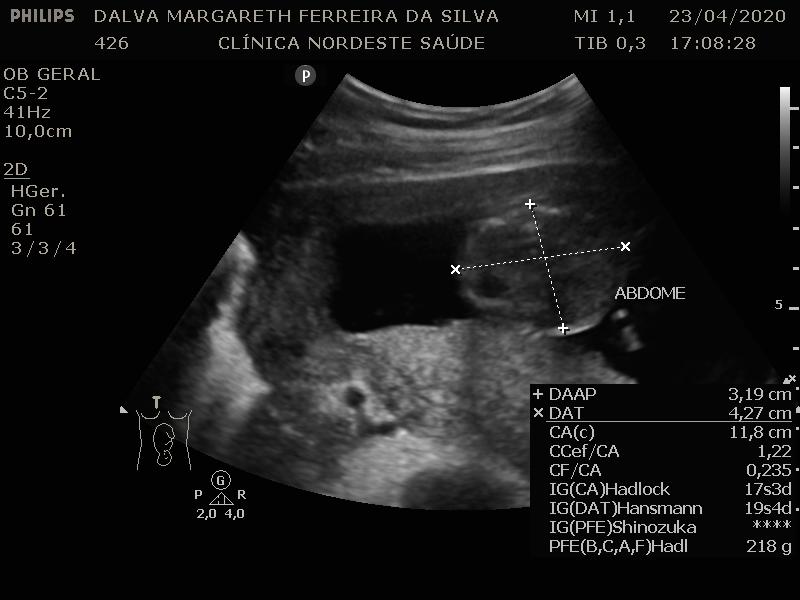 PHILIPS DALVA MARGARETH FERREIRA DA SILVA MI 1,1 23/04/2020
426 CLÍNICA NORDESTE SAÚDE TIB 0,3 17:08:28
OB GERAL
C5-2
41Hz
10,0cm
2D
HGer.
Gn 61
61
3/3/4
P
ABDOME
5
T
G
P R
2,0 4,0
+ DAAP 3,19 cm
× DAT 4,27 cm
CA(c) 11,8 cm
CCef/CA 1,22
CF/CA 0,235
IG(CA)Hadlock 17s3d
IG(DAT)Hansmann 19s4d
IG(PFE)Shinozuka ****
PFE(B,C,A,F)Hadl 218 g